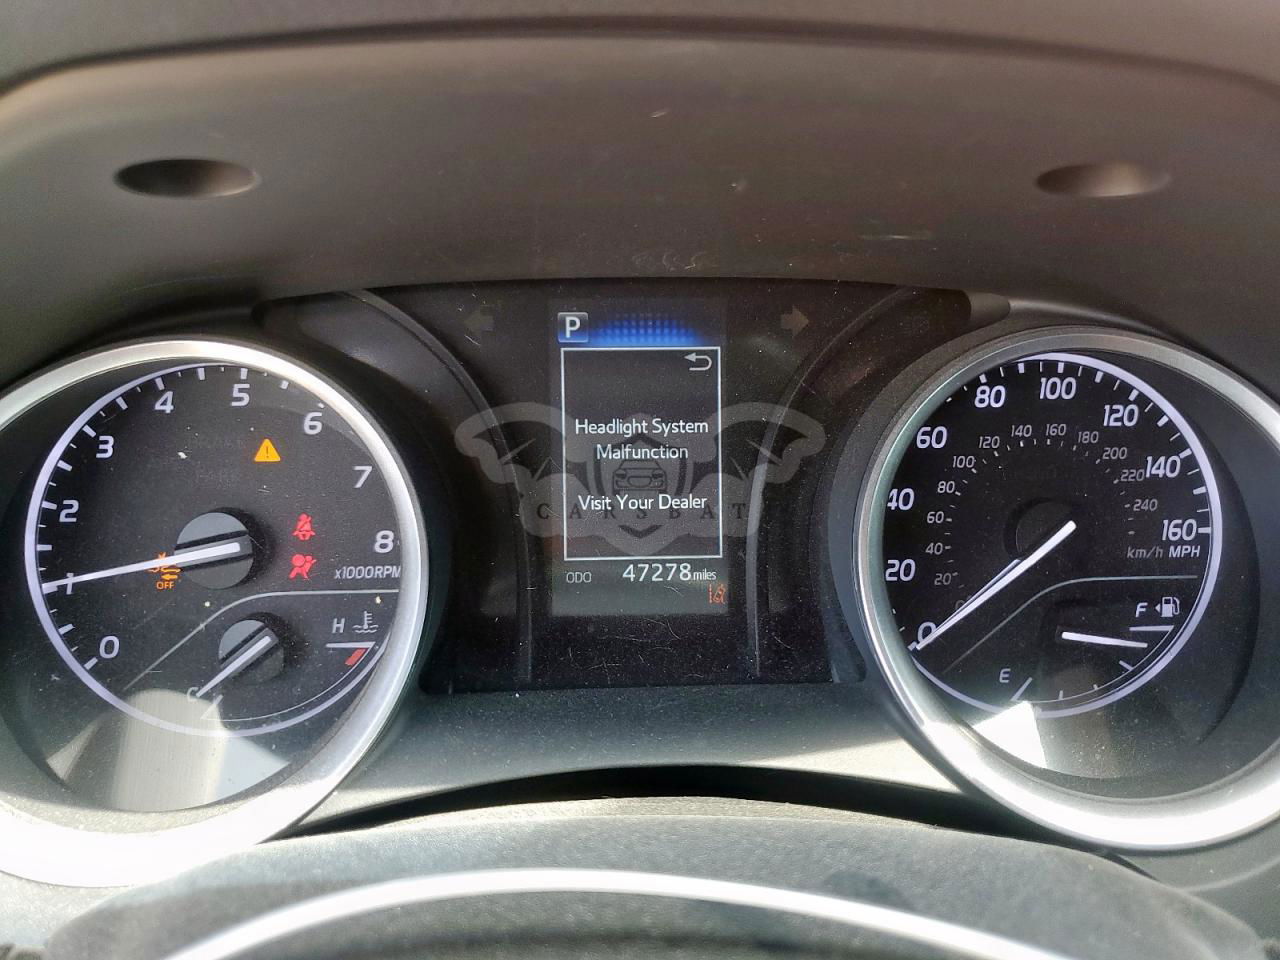 P
Headlight System
Malfunction
Visit Your Dealer
CARSBAT
ODO 47278 miles
0
1
2
3
4
5
6
7
8
x1000RPM
OFF
H
C
0
20
40
60
80
100
120
140
160
km/h MPH
20
40
60
80
100
120
140
160
180
200
220
240
F
E